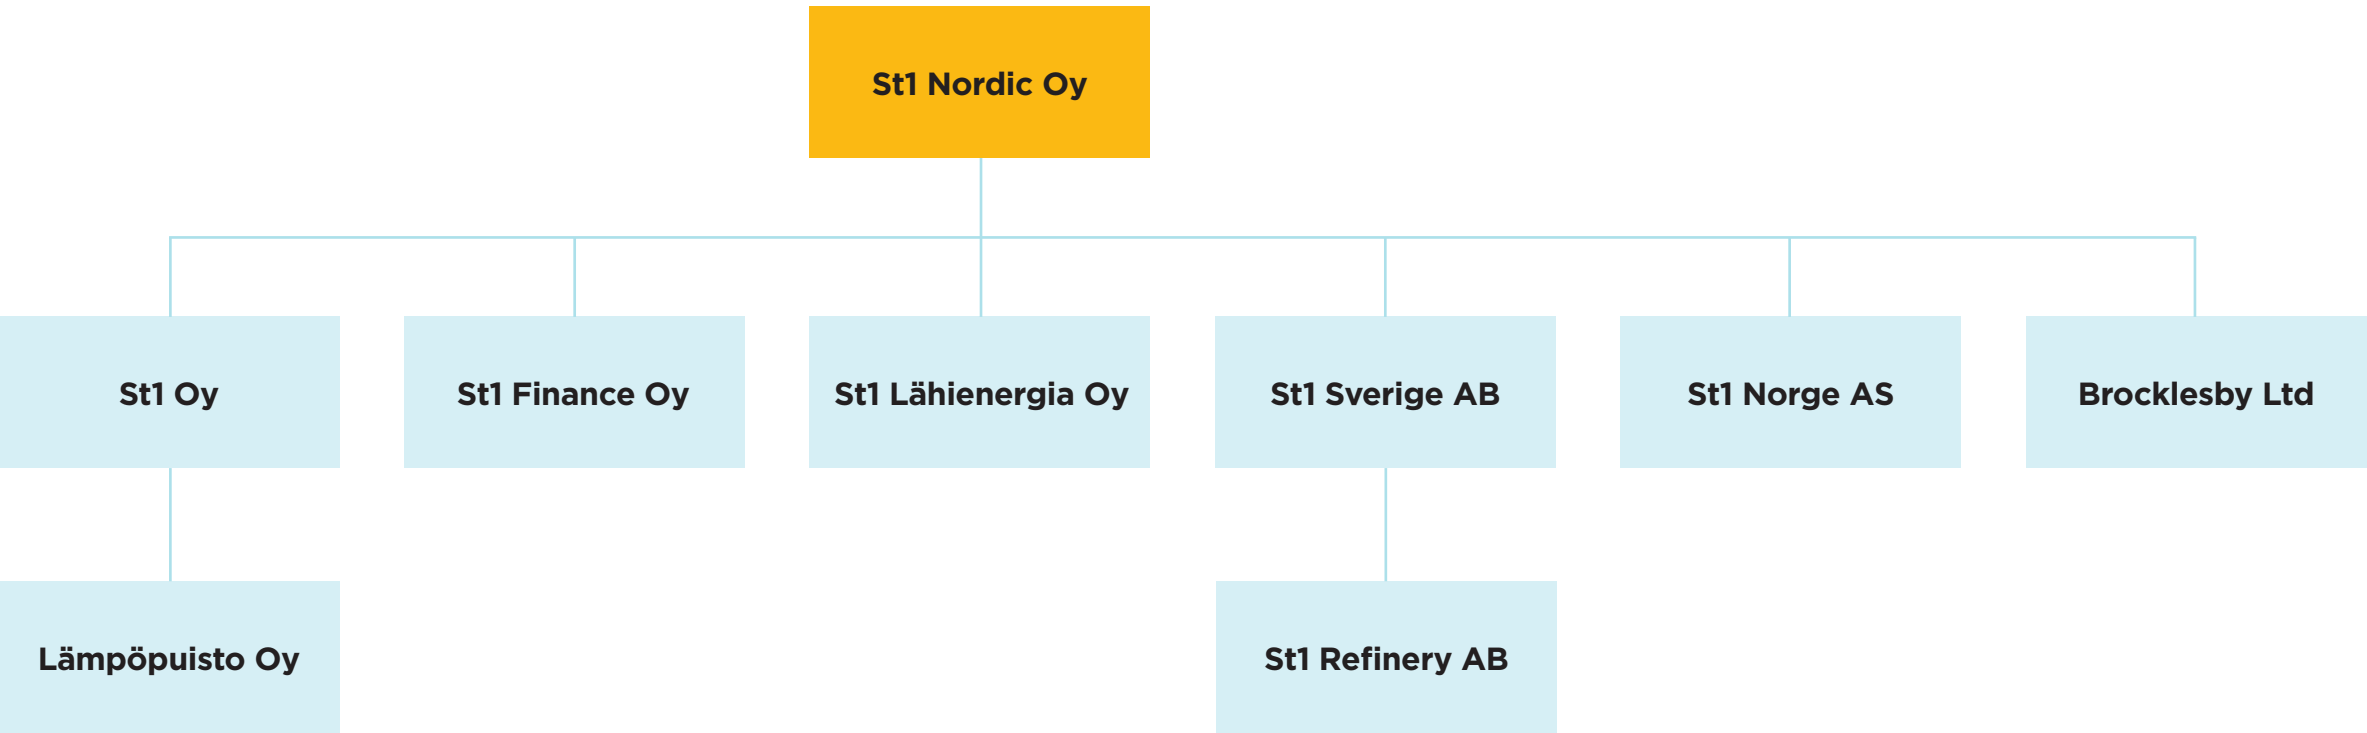 St1 Nordic Oy
St1 Oy
St1 Finance Oy
St1 Lähienergia Oy
St1 Sverige AB
St1 Norge AS
Brocklesby Ltd
Lämpöpuisto Oy
St1 Refinery AB